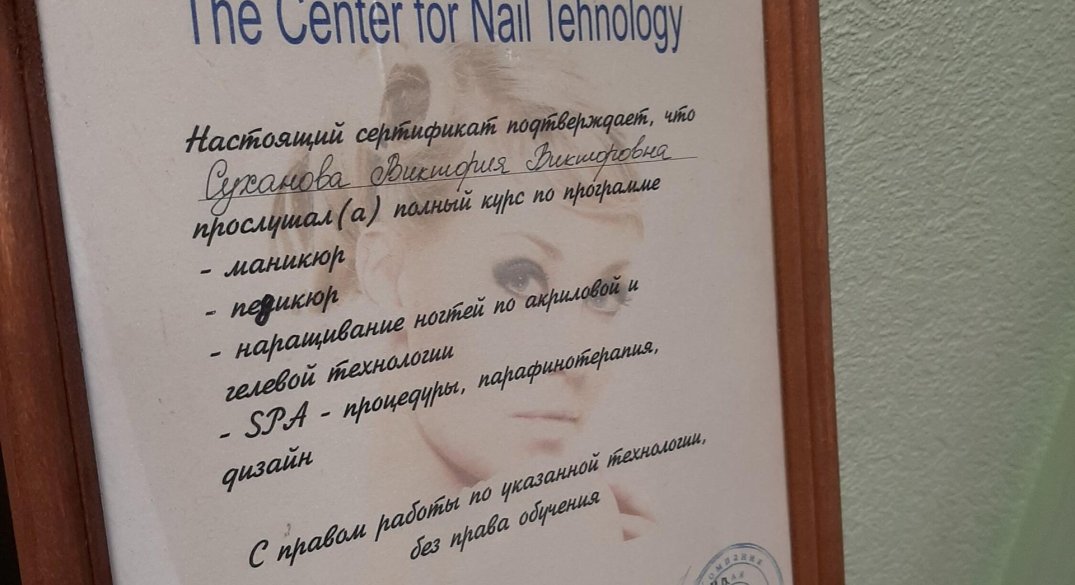 The Center for Nail Tehnology
Настоящий сертификат подтверждает, что
Суханова Виктория Викторовна
прослушал(а) полный курс по программе
- маникюр
- педикюр
- наращивание ногтей по акриловой и
гелевой технологии
- SPA - процедуры, парафинотерапия,
дизайн
С правом работы по указанной технологии,
без права обучения